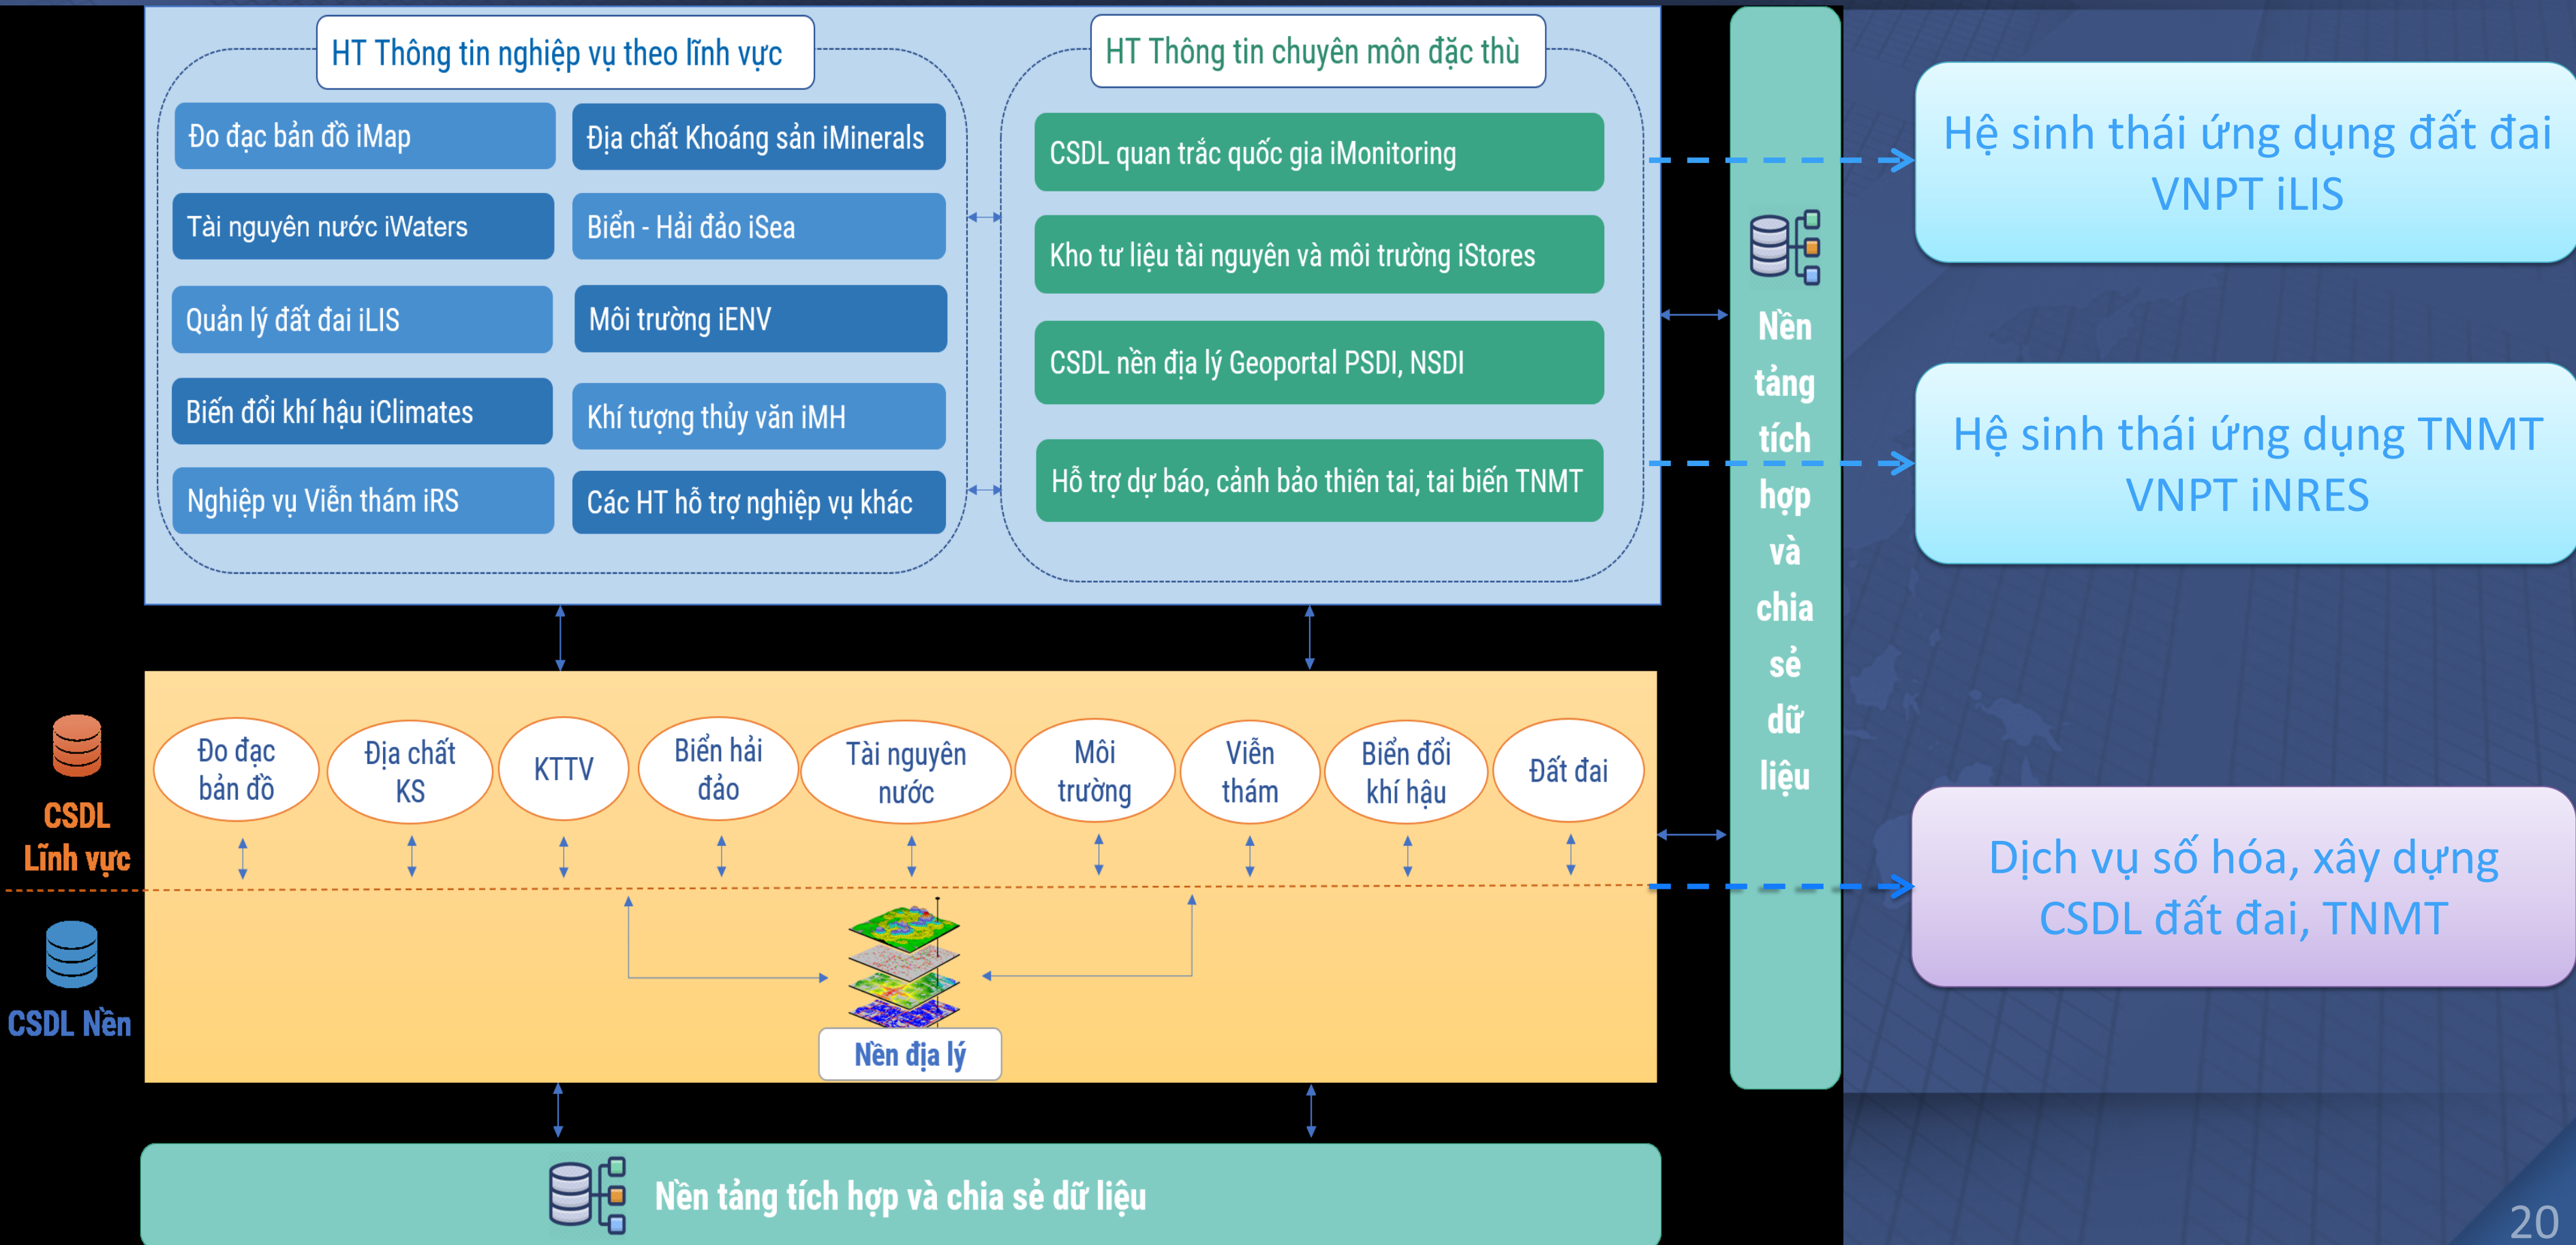 HT Thông tin nghiệp vụ theo lĩnh vực
Đo đạc bản đồ iMap
Địa chất Khoáng sản iMinerals
Tài nguyên nước iWaters
Biển - Hải đảo iSea
Quản lý đất đai iLIS
Môi trường iENV
Biến đổi khí hậu iClimates
Khí tượng thủy văn iMH
Nghiệp vụ Viễn thám iRS
Các HT hỗ trợ nghiệp vụ khác
HT Thông tin chuyên môn đặc thù
CSDL quan trắc quốc gia iMonitoring
Kho tư liệu tài nguyên và môi trường iStores
CSDL nền địa lý Geoportal PSDI, NSDI
Hỗ trợ dự báo, cảnh bảo thiên tai, tai biến TNMT
Nền
tảng
tích
hợp
và
chia
sẻ
dữ
liệu
Hệ sinh thái ứng dụng đất đai
VNPT iLIS
Hệ sinh thái ứng dụng TNMT
VNPT iNRES
Dịch vụ số hóa, xây dựng
CSDL đất đai, TNMT
CSDL
Lĩnh vực
Đo đạc
bản đồ
Địa chất
KS
KTTV
Biển hải
đảo
Tài nguyên
nước
Môi
trường
Viễn
thám
Biển đổi
khí hậu
Đất đai
CSDL Nền
Nền địa lý
Nền tảng tích hợp và chia sẻ dữ liệu
20